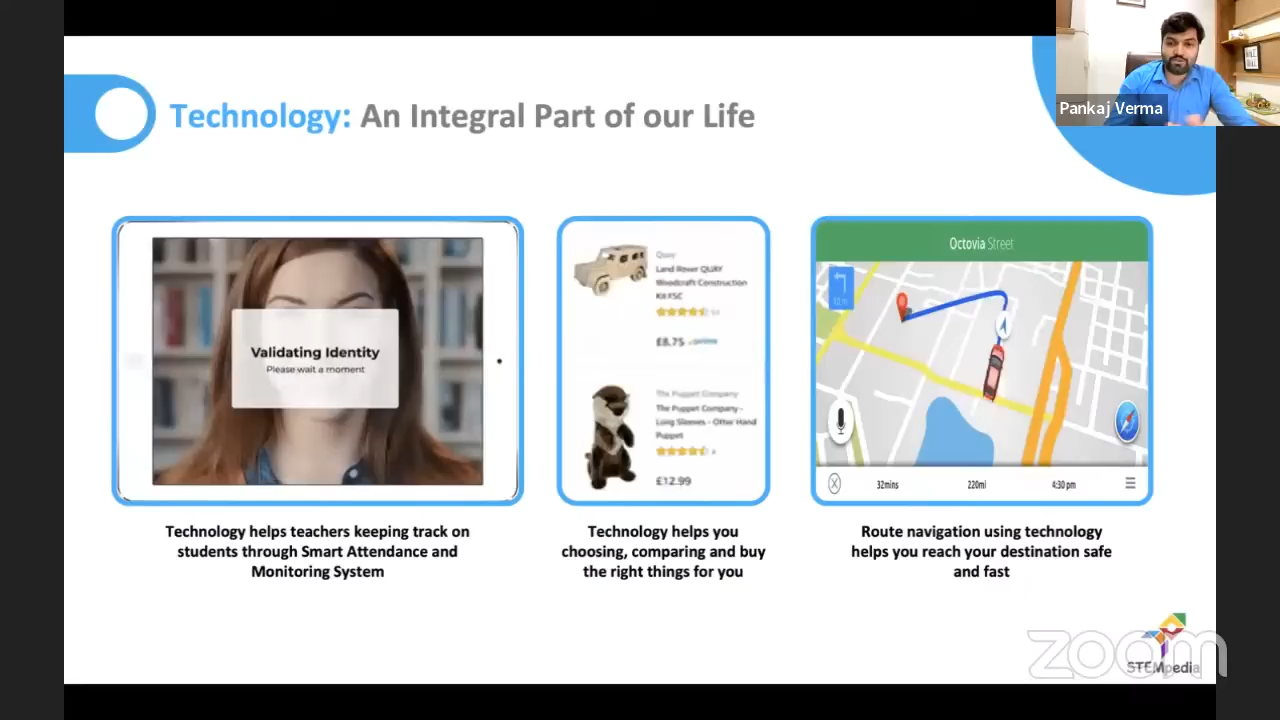 Pankaj Verma
Technology: An Integral Part of our Life
Validating Identity
Please wait a moment
Quay
Land Rover QUAY
Woodcraft Construction
Kit FSC
£8.75
The Puppet Company
The Puppet Company -
Long Sleeves - Otter Hand
Puppet
£12.99
Octovia Street
32mins
220mi
4:30 pm
Technology helps teachers keeping track on
students through Smart Attendance and
Monitoring System
Technology helps you
choosing, comparing and buy
the right things for you
Route navigation using technology
helps you reach your destination safe
and fast
zoom
STEMpedia